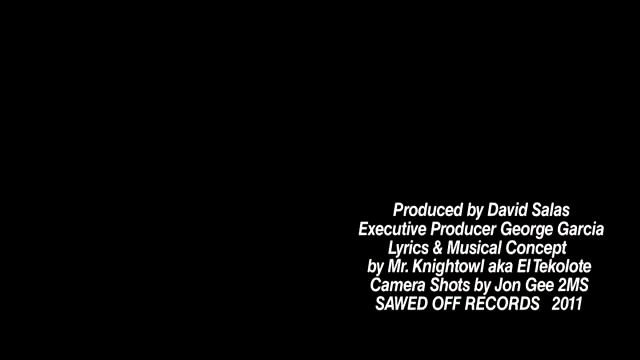 Produced by David Salas
Executive Producer George Garcia
Lyrics & Musical Concept
by Mr. Knightowl aka El Tekolote
Camera Shots by Jon Gee 2MS
SAWED OFF RECORDS 2011